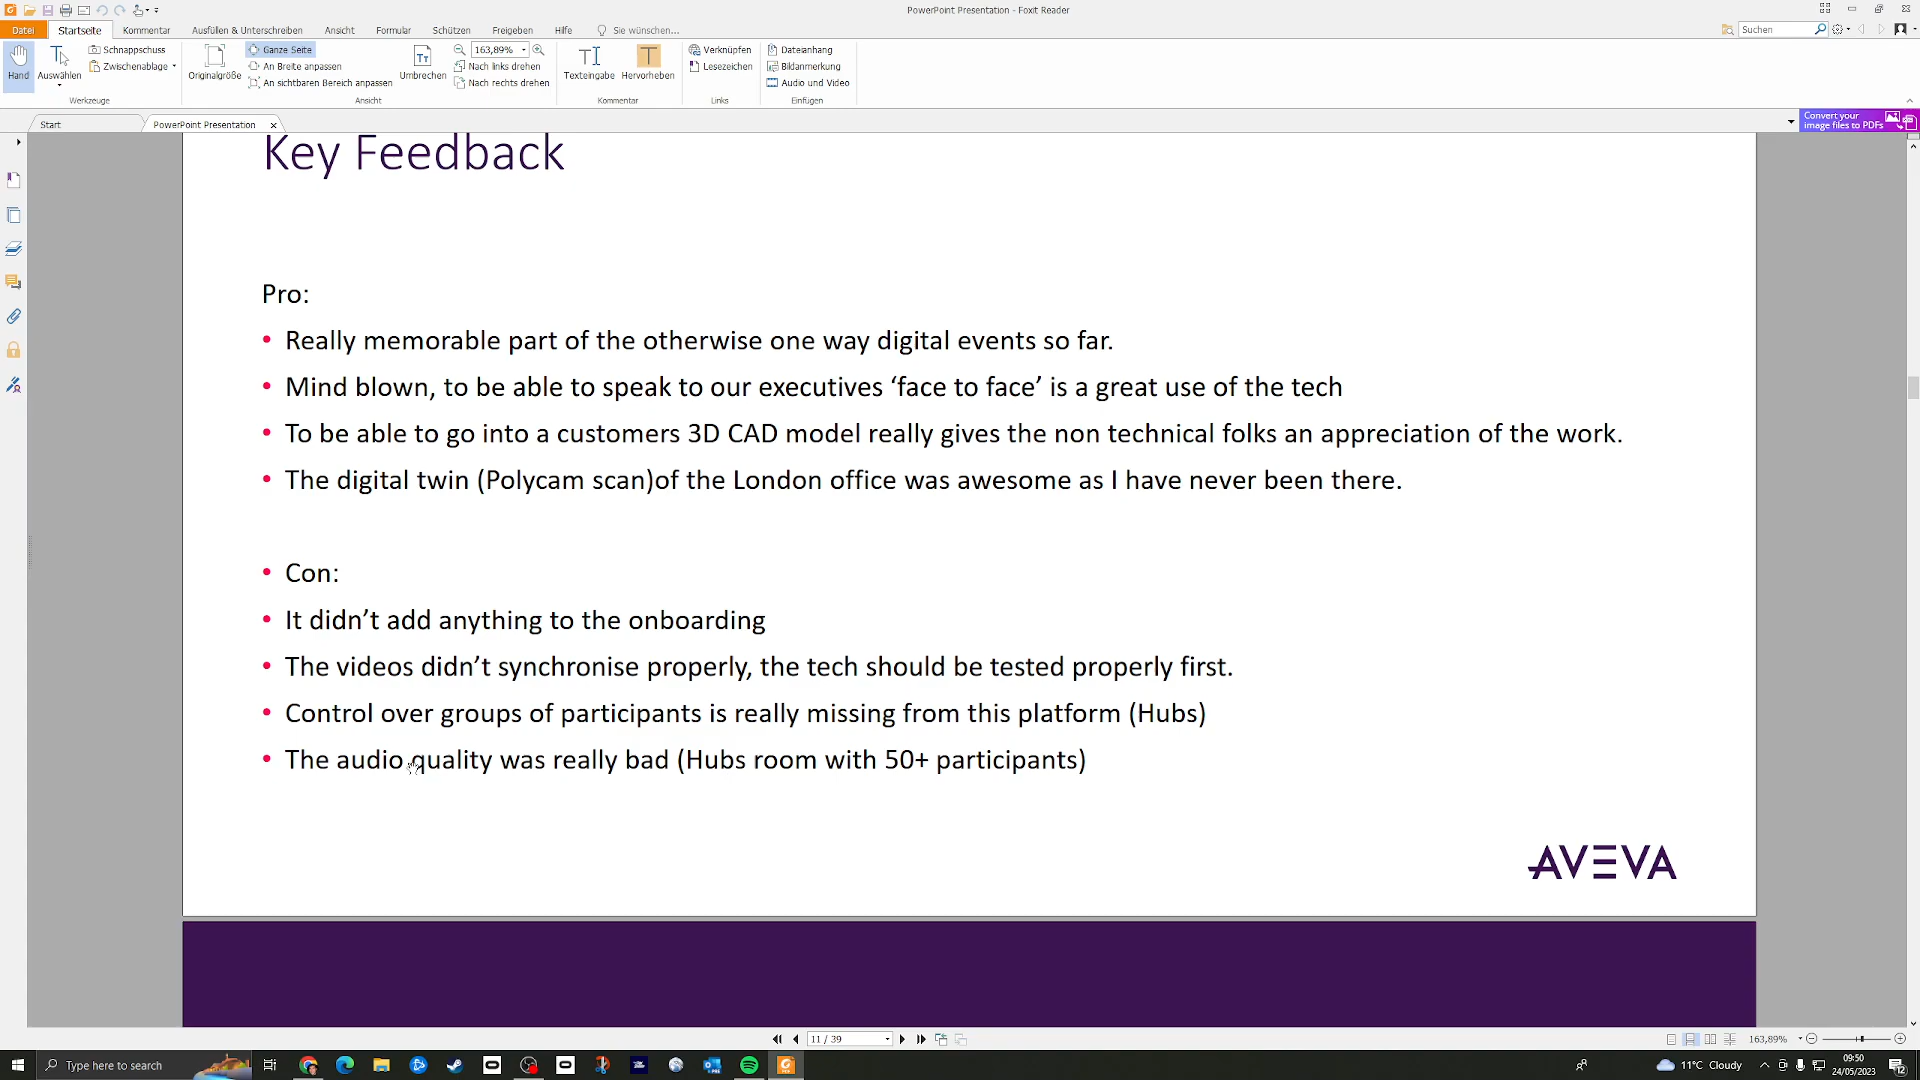 PowerPoint Presentation - Foxit Reader
Datei Startseite Kommentar Ausfüllen & Unterschreiben Ansicht Formular Schützen Freigeben Hilfe Sie wünschen... Suchen
Hand
Auswählen
Schnappschuss
Zwischenablage
Werkzeuge
Originalgröße
Ganze Seite
An Breite anpassen
An sichtbaren Bereich anpassen
Umbrechen
163,89%
Nach links drehen
Nach rechts drehen
Ansicht
Texteingabe
Hervorheben
Kommentar
Verknüpfen
Lesezeichen
Links
Dateianhang
Bildanmerkung
Audio und Video
Einfügen
Start
PowerPoint Presentation
Convert your
image files to PDFs
Key Feedback
Pro:
• Really memorable part of the otherwise one way digital events so far.
• Mind blown, to be able to speak to our executives ‘face to face’ is a great use of the tech
• To be able to go into a customers 3D CAD model really gives the non technical folks an appreciation of the work.
• The digital twin (Polycam scan)of the London office was awesome as I have never been there.
• Con:
• It didn’t add anything to the onboarding
• The videos didn’t synchronise properly, the tech should be tested properly first.
• Control over groups of participants is really missing from this platform (Hubs)
• The audio quality was really bad (Hubs room with 50+ participants)
AVEVA
11 / 39
163,89%
Type here to search
11°C Cloudy
09:50
24/05/2023